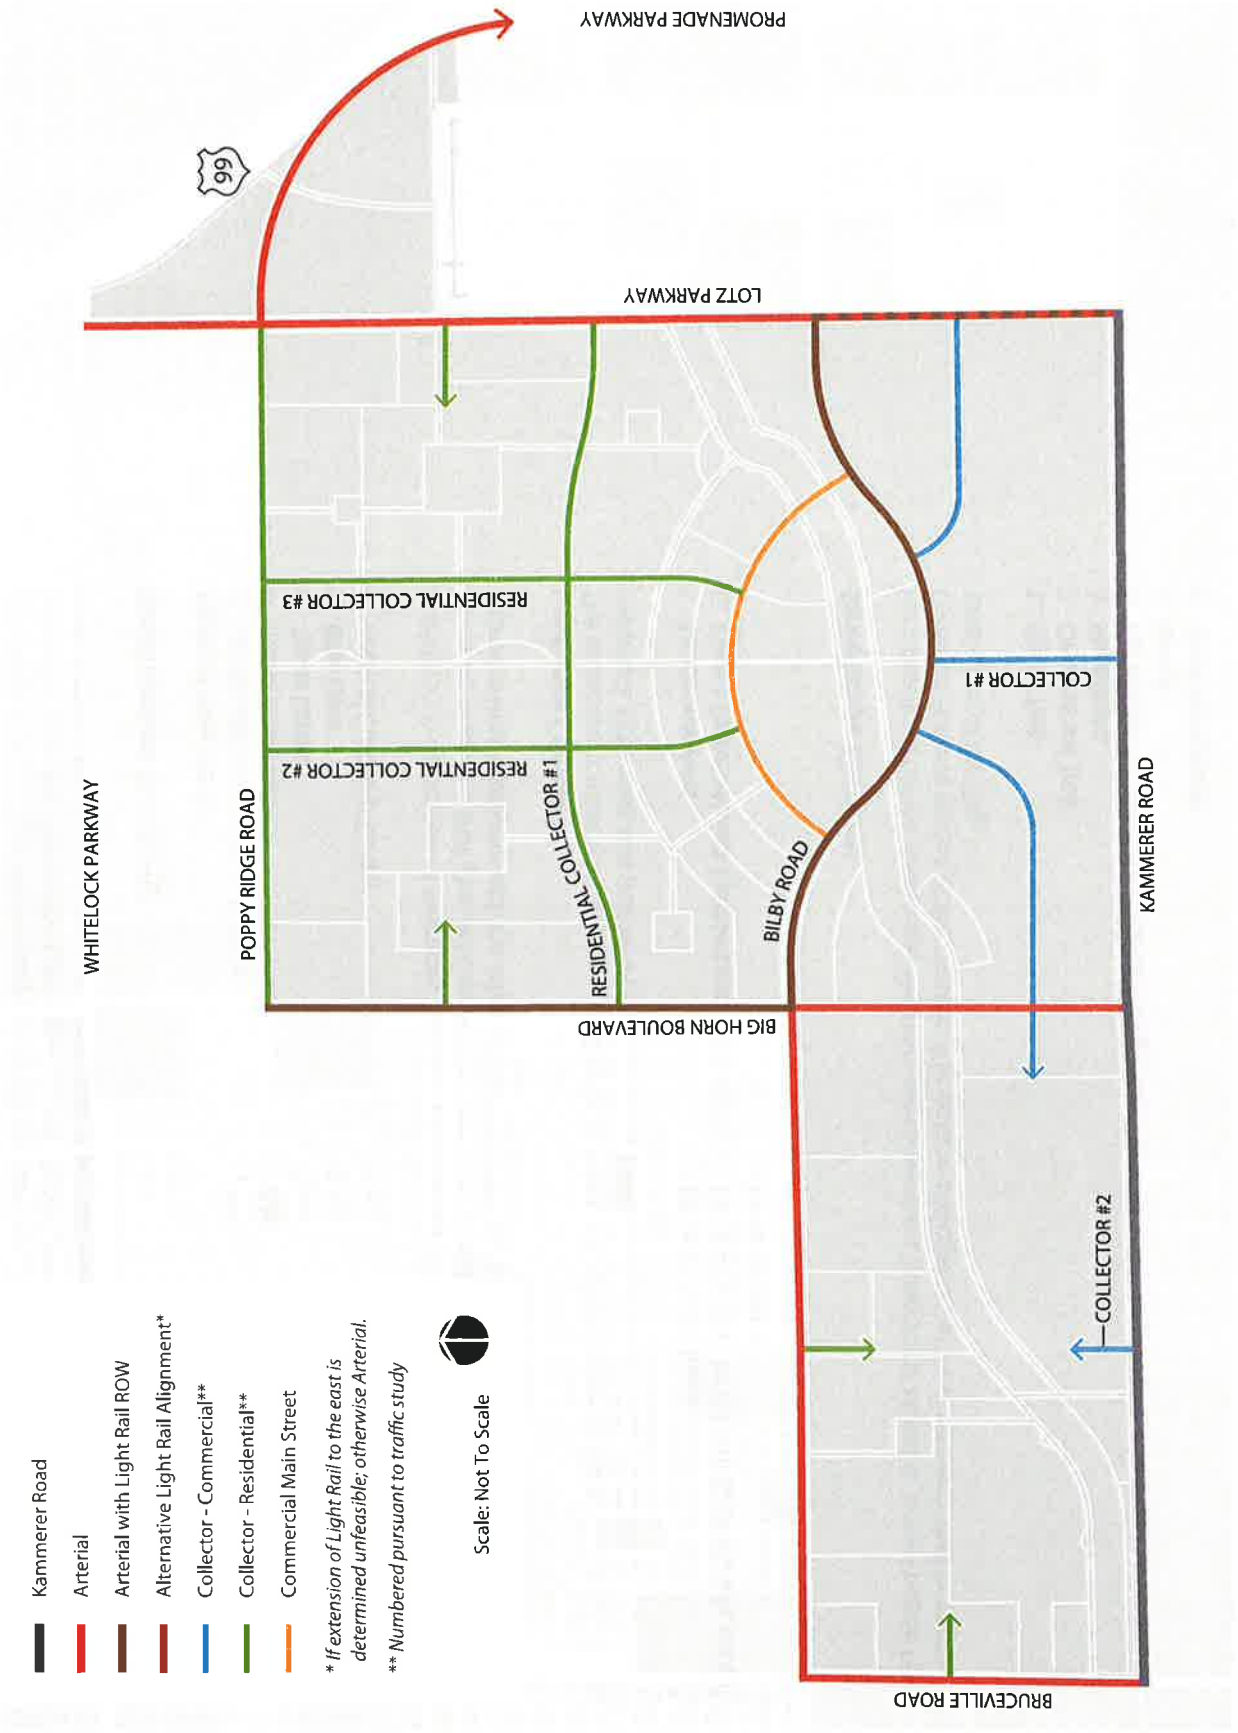 Kammerer Road
Arterial
Arterial with Light Rail ROW
Alternative Light Rail Alignment*
Collector - Commercial**
Collector - Residential**
Commercial Main Street
* If extension of Light Rail to the east is
determined unfeasible; otherwise Arterial.
** Numbered pursuant to traffic study
Scale: Not To Scale
WHITELOCK PARKWAY
POPPY RIDGE ROAD
99
PROMENADE PARKWAY
LOTZ PARKWAY
RESIDENTIAL COLLECTOR #2
RESIDENTIAL COLLECTOR #3
RESIDENTIAL COLLECTOR #1
BIG HORN BOULEVARD
BILBY ROAD
COLLECTOR #1
COLLECTOR #2
KAMMERER ROAD
BRUCEVILLE ROAD